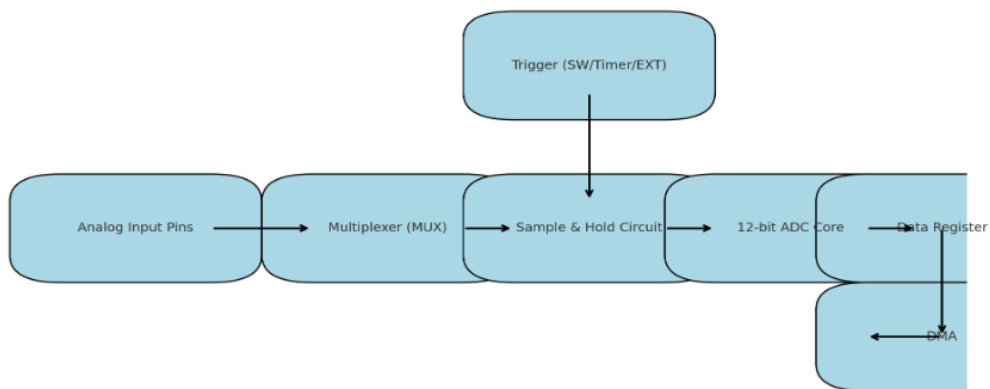 Trigger (SW/Timer/EXT)
Analog Input Pins
Multiplexer (MUX)
Sample & Hold Circuit
12-bit ADC Core
Data Register
DMA